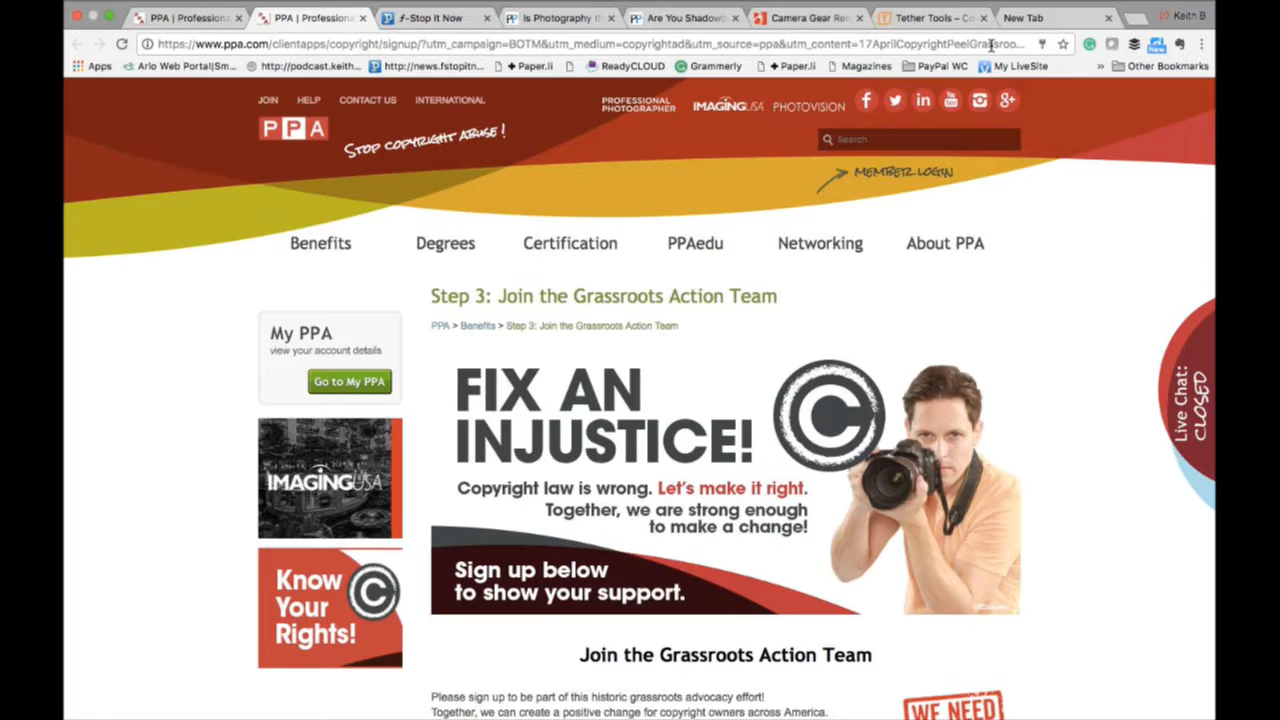 PPA | Professiona
PPA | Professiona
F-Stop It Now
Is Photography th
Are You Shadowb
Camera Gear Ren
Tether Tools – Co
New Tab
Keith B
https://www.ppa.com/clientapps/copyright/signup/?utm_campaign=BOTM&utm_medium=copyrightad&utm_source=ppa&utm_content=17AprilCopyrightPeelGrassroo...
New
Apps
Arlo Web Portal|Sm...
http://podcast.keith...
http://news.fstopitn...
Paper.li
ReadyCLOUD
Grammerly
Paper.li
Magazines
PayPal WC
My LiveSite
»
Other Bookmarks
JOIN
HELP
CONTACT US
INTERNATIONAL
PROFESSIONAL
PHOTOGRAPHER
IMAGINGUSA
PHOTOVISION
PPA
STOP COPYRIGHT ABUSE!
Search
MEMBER LOGIN
Benefits
Degrees
Certification
PPAedu
Networking
About PPA
Step 3: Join the Grassroots Action Team
PPA > Benefits > Step 3: Join the Grassroots Action Team
My PPA
view your account details
Go to My PPA
IMAGINGUSA
Know
Your
Rights!
C
FIX AN
INJUSTICE!
C
Copyright law is wrong. Let's make it right.
Together, we are strong enough
to make a change!
Sign up below
to show your support.
Live Chat:
CLOSED
Join the Grassroots Action Team
Please sign up to be part of this historic grassroots advocacy effort!
Together, we can create a positive change for copyright owners across America.
WE NEED